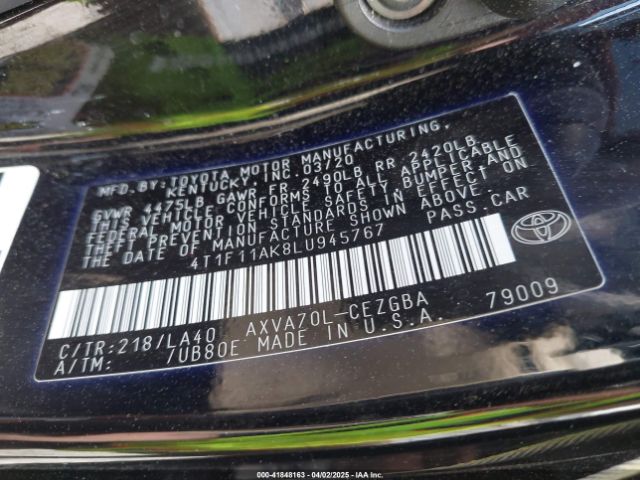 MFD. BY: TOYOTA MOTOR MANUFACTURING,
KENTUCKY, INC. 03/20
GVWR 4475LB GAWR FR 2490LB RR 2420LB
THIS VEHICLE CONFORMS TO ALL APPLICABLE
FEDERAL MOTOR VEHICLE SAFETY, BUMPER, AND
THEFT PREVENTION STANDARDS IN EFFECT ON
THE DATE OF MANUFACTURE SHOWN ABOVE.
4T1F11AK8LU945767 PASS. CAR
C/TR:218/LA40 AXVA70L-CEZGBA 79009
A/TM: /UB80E MADE IN U.S.A.
000-41848163 04/02/2025 IAA Inc.